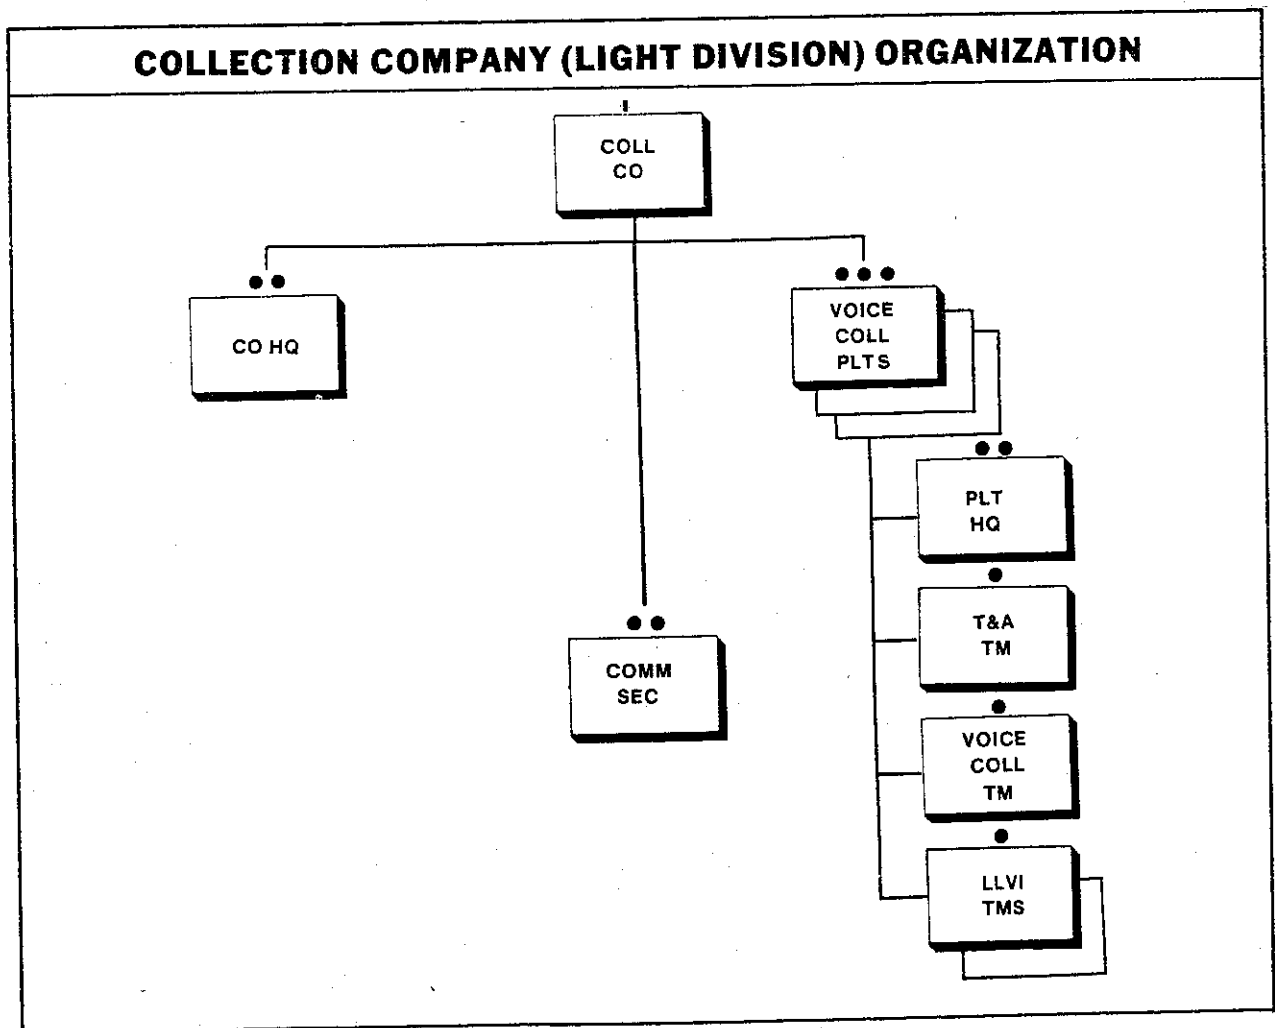 COLLECTION COMPANY (LIGHT DIVISION) ORGANIZATION
COLL
CO
CO HQ
VOICE
COLL
PLTS
PLT
HQ
T&A
TM
COMM
SEC
VOICE
COLL
TM
LLVI
TMS